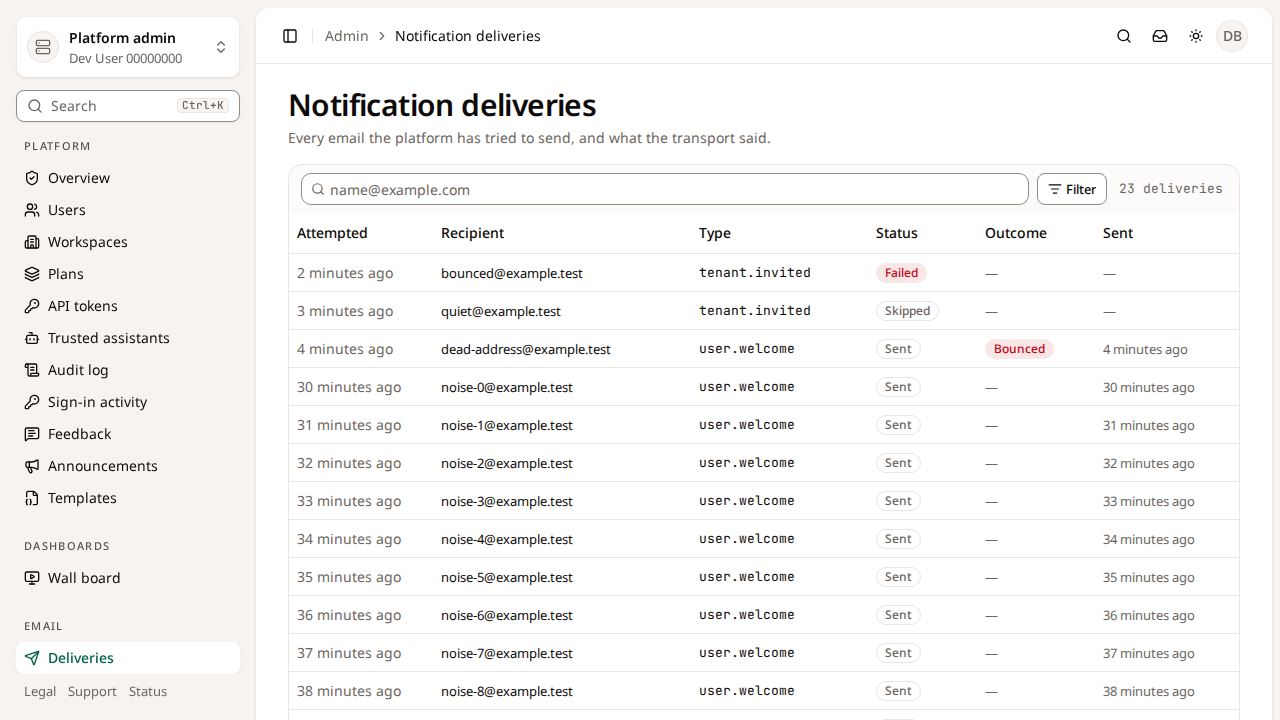 Platform admin
Dev User 00000000
Search Ctrl+K
PLATFORM
Overview
Users
Workspaces
Plans
API tokens
Trusted assistants
Audit log
Sign-in activity
Feedback
Announcements
Templates
DASHBOARDS
Wall board
EMAIL
Deliveries
Legal Support Status
Admin > Notification deliveries
DB
Notification deliveries
Every email the platform has tried to send, and what the transport said.
name@example.com Filter 23 deliveries
Attempted Recipient Type Status Outcome Sent
2 minutes ago bounced@example.test tenant.invited Failed — —
3 minutes ago quiet@example.test tenant.invited Skipped — —
4 minutes ago dead-address@example.test user.welcome Sent Bounced 4 minutes ago
30 minutes ago noise-0@example.test user.welcome Sent — 30 minutes ago
31 minutes ago noise-1@example.test user.welcome Sent — 31 minutes ago
32 minutes ago noise-2@example.test user.welcome Sent — 32 minutes ago
33 minutes ago noise-3@example.test user.welcome Sent — 33 minutes ago
34 minutes ago noise-4@example.test user.welcome Sent — 34 minutes ago
35 minutes ago noise-5@example.test user.welcome Sent — 35 minutes ago
36 minutes ago noise-6@example.test user.welcome Sent — 36 minutes ago
37 minutes ago noise-7@example.test user.welcome Sent — 37 minutes ago
38 minutes ago noise-8@example.test user.welcome Sent — 38 minutes ago